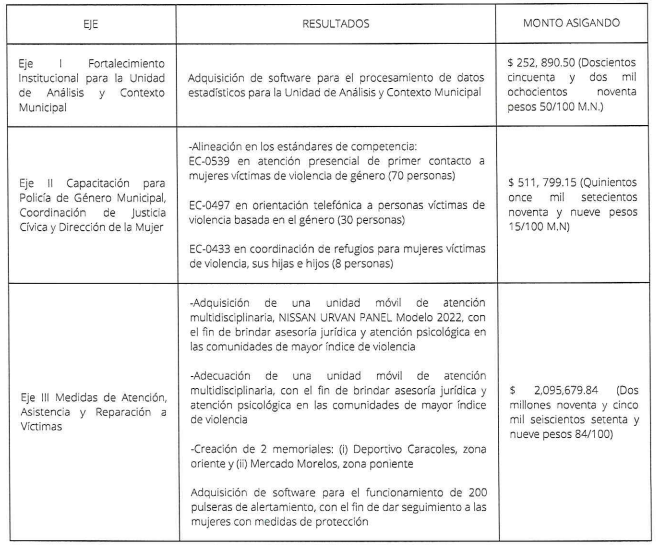 EJE
RESULTADOS
MONTO ASIGANDO
Eje I Fortalecimiento
Institucional para la Unidad
de Análisis y Contexto
Municipal
Adquisición de software para el procesamiento de datos
estadísticos para la Unidad de Análisis y Contexto Municipal
$ 252, 890.50 (Doscientos
cincuenta y dos mil
ochocientos noventa
pesos 50/100 M.N.)
Eje II Capacitación para
Policía de Género Municipal,
Coordinación de Justicia
Cívica y Dirección de la Mujer
-Alineación en los estándares de competencia:
EC-0539 en atención presencial de primer contacto a
mujeres víctimas de violencia de género (70 personas)
EC-0497 en orientación telefónica a personas víctimas de
violencia basada en el género (30 personas)
EC-0433 en coordinación de refugios para mujeres víctimas
de violencia, sus hijas e hijos (8 personas)
$ 511, 799.15 (Quinientos
once mil setecientos
noventa y nueve pesos
15/100 M.N)
Eje III Medidas de Atención,
Asistencia y Reparación a
Víctimas
-Adquisición de una unidad móvil de atención
multidisciplinaria, NISSAN URVAN PANEL Modelo 2022, con
el fin de brindar asesoría jurídica y atención psicológica en
las comunidades de mayor índice de violencia
-Adecuación de una unidad móvil de atención
multidisciplinaria, con el fin de brindar asesoría jurídica y
atención psicológica en las comunidades de mayor índice
de violencia
-Creación de 2 memoriales: (i) Deportivo Caracoles, zona
oriente y (ii) Mercado Morelos, zona poniente
Adquisición de software para el funcionamiento de 200
pulseras de alertamiento, con el fin de dar seguimiento a las
mujeres con medidas de protección
$ 2,095,679.84 (Dos
millones noventa y cinco
mil seiscientos setenta y
nueve pesos 84/100)